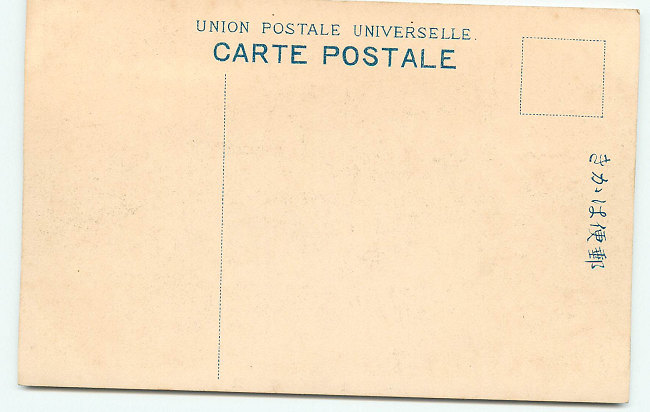 UNION POSTALE UNIVERSELLE.
CARTE POSTALE
きかは便郵